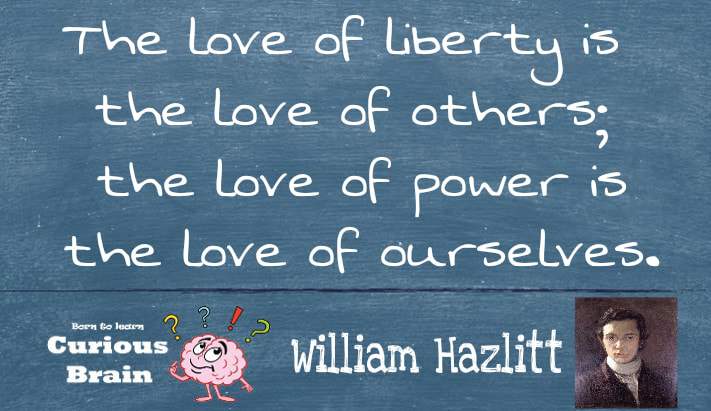 The love of liberty is
the love of others;
the love of power is
the love of ourselves.
Born to learn
Curious
Brain
William Hazlitt